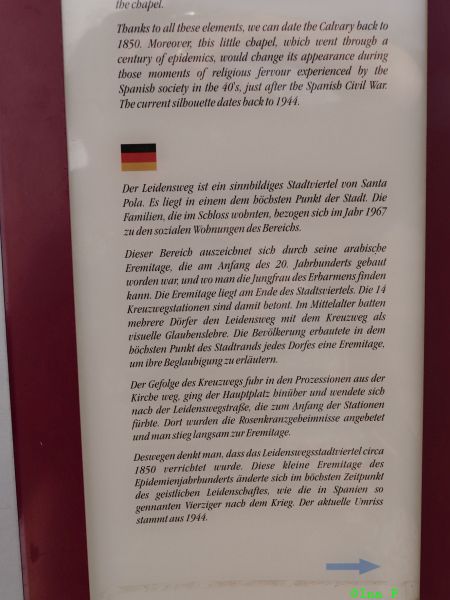 the chapel.
Thanks to all these elements, we can date the Calvary back to
1850. Moreover, this little chapel, which went through a
century of epidemics, would change its appearance during
those moments of religious fervour experienced by the
Spanish society in the 40's, just after the Spanish Civil War.
The current silhouette dates back to 1944.
Der Leidensweg ist ein sinnbildiges Stadtviertel von Santa
Pola. Es liegt in einem dem höchsten Punkt der Stadt. Die
Familien, die im Schloss wohnten, bezogen sich im Jahr 1967
zu den sozialen Wohnungen des Bereichs.
Dieser Bereich auszeichnet sich durch seine arabische
Eremitage, die am Anfang des 20. Jahrhunderts gebaut
worden war, und wo man die Jungfrau des Erbarmens finden
kann. Die Eremitage liegt am Ende des Stadtsviertels. Die 14
Kreuzwegstationen sind damit betont. Im Mittelalter hatten
mehrere Dörfer den Leidensweg mit dem Kreuzweg als
visuelle Glaubenslehre. Die Bevölkerung erbautete in dem
höchsten Punkt des Stadtrands jedes Dorfes eine Eremitage,
um ihre Beglaubigung zu erläutern.
Der Gefolge des Kreuzwegs fuhr in den Prozessionen aus der
Kirche weg, ging der Hauptplatz hinüber und wendete sich
nach der Leidenswegstraße, die zum Anfang der Stationen
fürhte. Dort wurden die Rosenkranzgeheimnisse angebetet
und man stieg langsam zur Eremitage.
Deswegen denkt man, dass das Leidenswegsstadtviertel circa
1850 verrichtet wurde. Diese kleine Eremitage des
Epidemienjahrhunderts änderte sich im höchsten Zeitpunkt
des geistlichen Leidenschaftes, wie die in Spanien so
gennanten Vierziger nach dem Krieg. Der aktuelle Umriss
stammt aus 1944.